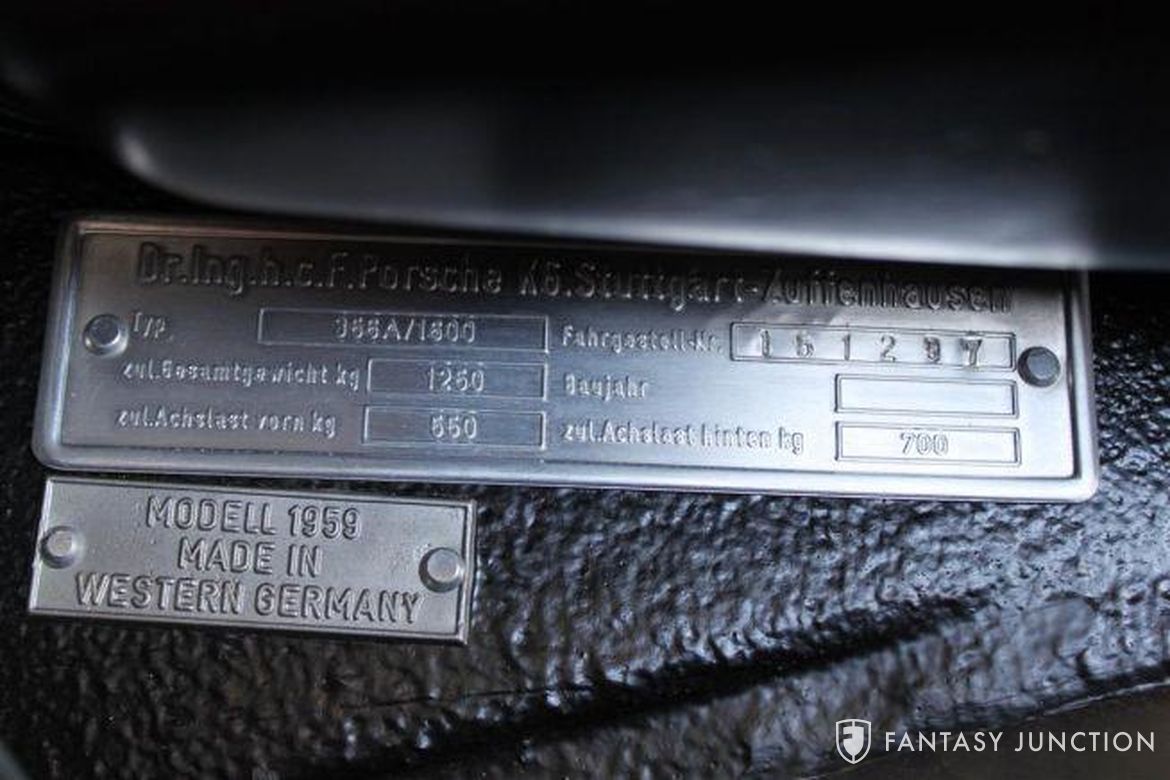 Dr.Ing.h.c.F.Porsche KG.Stuttgart-Zuffenhausen
Typ. 356A/1600 Fahrgestell-Nr. 151297
zul.Gesamtgewicht kg 1250 Baujahr
zul.Achslast vorn kg 550 zul.Achslast hinten kg 700
MODELL 1959
MADE IN
WESTERN GERMANY
FANTASY JUNCTION